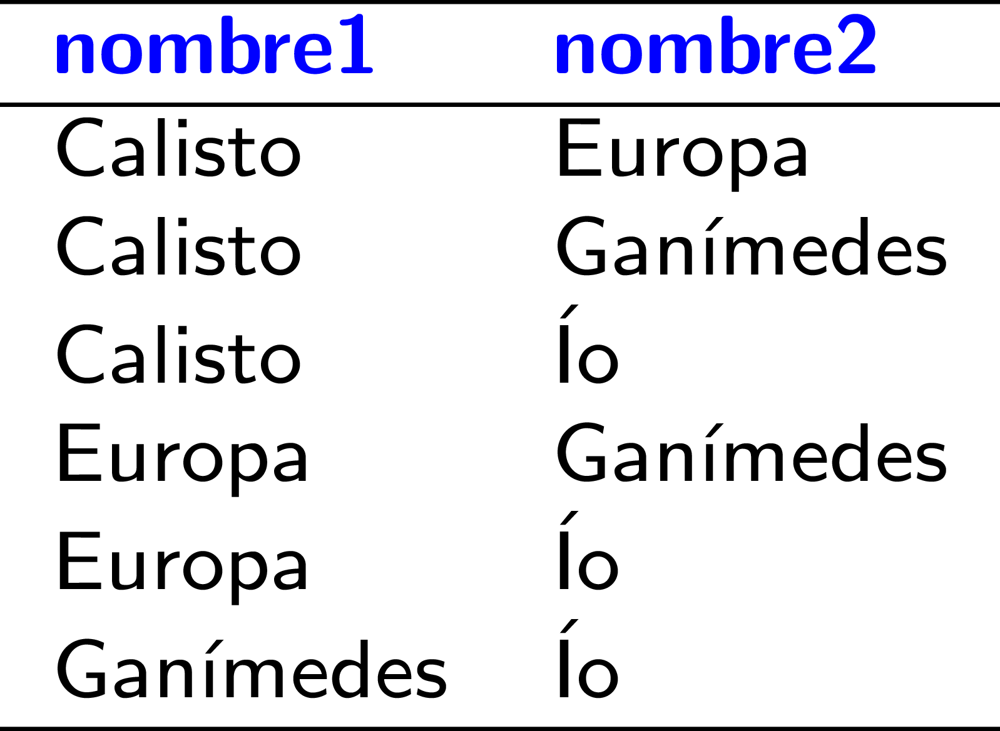 nombre1 nombre2
Calisto Europa
Calisto Ganímedes
Calisto Ío
Europa Ganímedes
Europa Ío
Ganímedes Ío